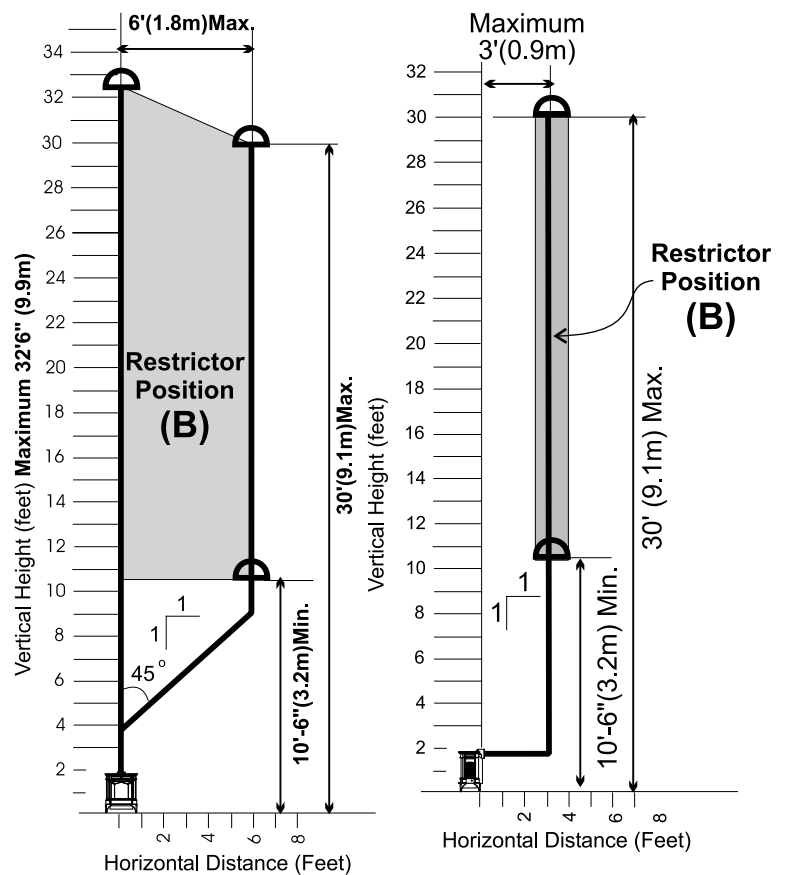 6'(1.8m)Max.
34
32
30
28
26
24
22
20
18
16
14
12
10
8
6
4
2
Vertical Height (feet) Maximum 32'6" (9.9m)
Restrictor
Position
(B)
30'(9.1m)Max.
10'-6"(3.2m)Min.
1
1
45°
2
4
6
8
Horizontal Distance (Feet)
Maximum
3'(0.9m)
32
30
28
26
24
22
20
18
16
14
12
10
8
6
4
2
Vertical Height (feet)
Restrictor
Position
(B)
30' (9.1m) Max.
10'-6"(3.2m) Min.
1
1
2
4
6
8
Horizontal Distance (Feet)